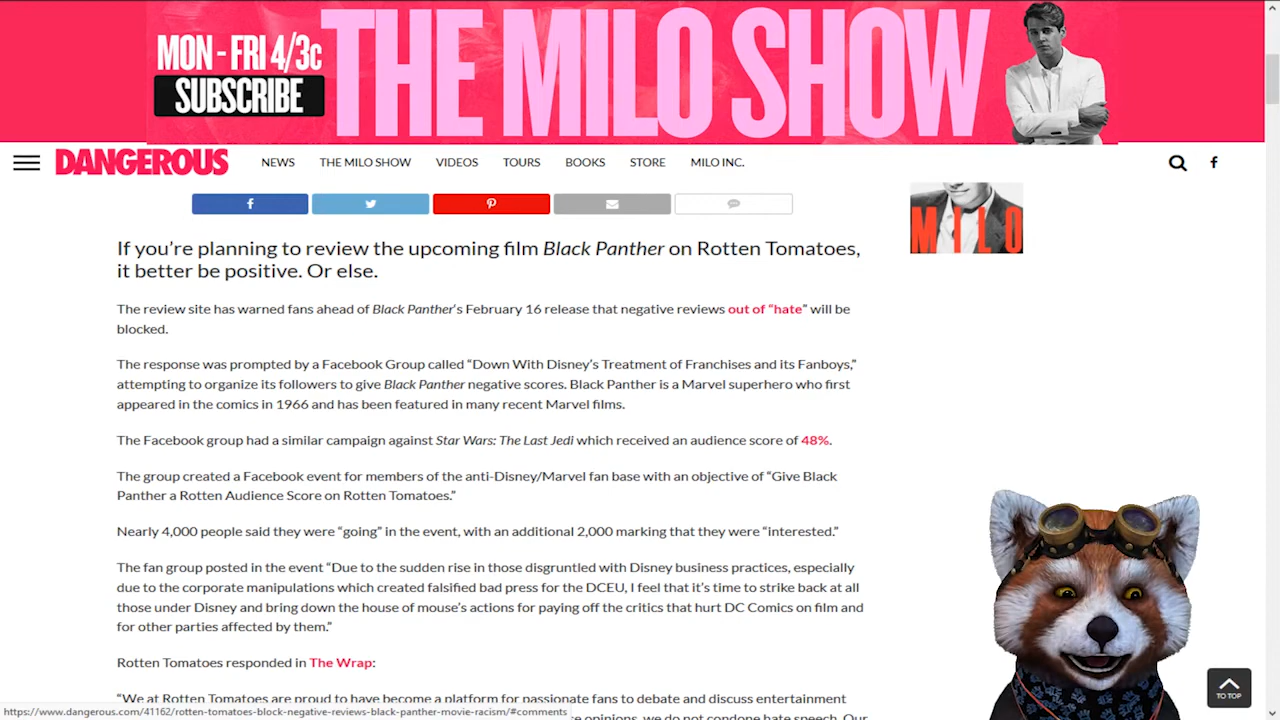 MON - FRI 4/3c
SUBSCRIBE
THE MILO SHOW
DANGEROUS
NEWS
THE MILO SHOW
VIDEOS
TOURS
BOOKS
STORE
MILO INC.
MILO
If you’re planning to review the upcoming film Black Panther on Rotten Tomatoes,
it better be positive. Or else.
The review site has warned fans ahead of Black Panther‘s February 16 release that negative reviews out of “hate” will be
blocked.
The response was prompted by a Facebook Group called “Down With Disney’s Treatment of Franchises and its Fanboys,”
attempting to organize its followers to give Black Panther negative scores. Black Panther is a Marvel superhero who first
appeared in the comics in 1966 and has been featured in many recent Marvel films.
The Facebook group had a similar campaign against Star Wars: The Last Jedi which received an audience score of 48%.
The group created a Facebook event for members of the anti-Disney/Marvel fan base with an objective of “Give Black
Panther a Rotten Audience Score on Rotten Tomatoes.”
Nearly 4,000 people said they were “going” in the event, with an additional 2,000 marking that they were “interested.”
The fan group posted in the event “Due to the sudden rise in those disgruntled with Disney business practices, especially
due to the corporate manipulations which created falsified bad press for the DCEU, I feel that it’s time to strike back at all
those under Disney and bring down the house of mouse’s actions for paying off the critics that hurt DC Comics on film and
for other parties affected by them.”
Rotten Tomatoes responded in The Wrap:
“We at Rotten Tomatoes are proud to have become a platform for passionate fans to debate and discuss entertainment
opinions, we do not condone hate speech. Our
https://www.dangerous.com/41162/rotten-tomatoes-block-negative-reviews-black-panther-movie-racism/#comments
TO TOP